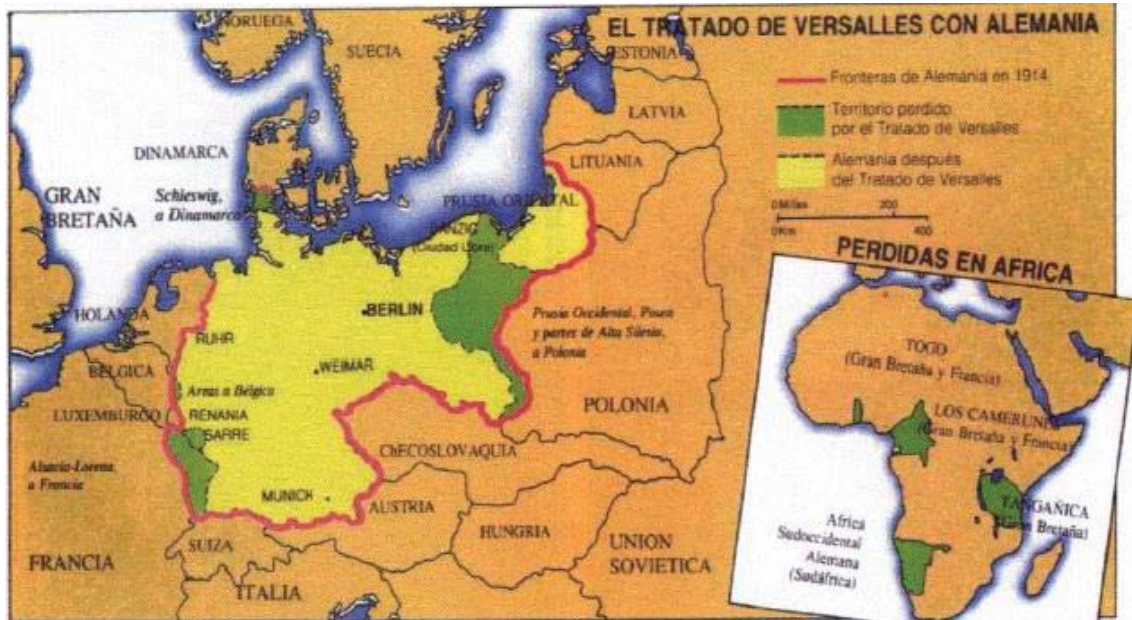 EL TRATADO DE VERSALLES CON ALEMANIA
Fronteras de Alemania en 1914
Territorio perdido
por el Tratado de Versalles
Alemania después
del Tratado de Versalles
0 Millas 200
0 Km 400
NORUEGA
SUECIA
ESTONIA
LATVIA
LITUANIA
DINAMARCA
GRAN
BRETAÑA
Schleswig,
a Dinamarca
PRUSIA ORIENTAL
(Ciudad Libre)
HOLANDA
BERLIN
RUHR
WEIMAR
Prusia Occidental, Posen
y partes de Alta Silesia,
a Polonia
BELGICA
Areas a Bélgica
LUXEMBURGO
RENANIA
SARRE
POLONIA
ChECOSLOVAQUIA
Alsacia-Lorena,
a Francia
MUNICH
AUSTRIA
HUNGRIA
SUIZA
FRANCIA
ITALIA
UNION
SOVIETICA
PERDIDAS EN AFRICA
TOGO
(Gran Bretaña y Francia)
LOS CAMERUNES
(Gran Bretaña y Francia)
TANGAÑICA
(Gran Bretaña)
Africa
Sudoccidental
Alemana
(Sudáfrica)